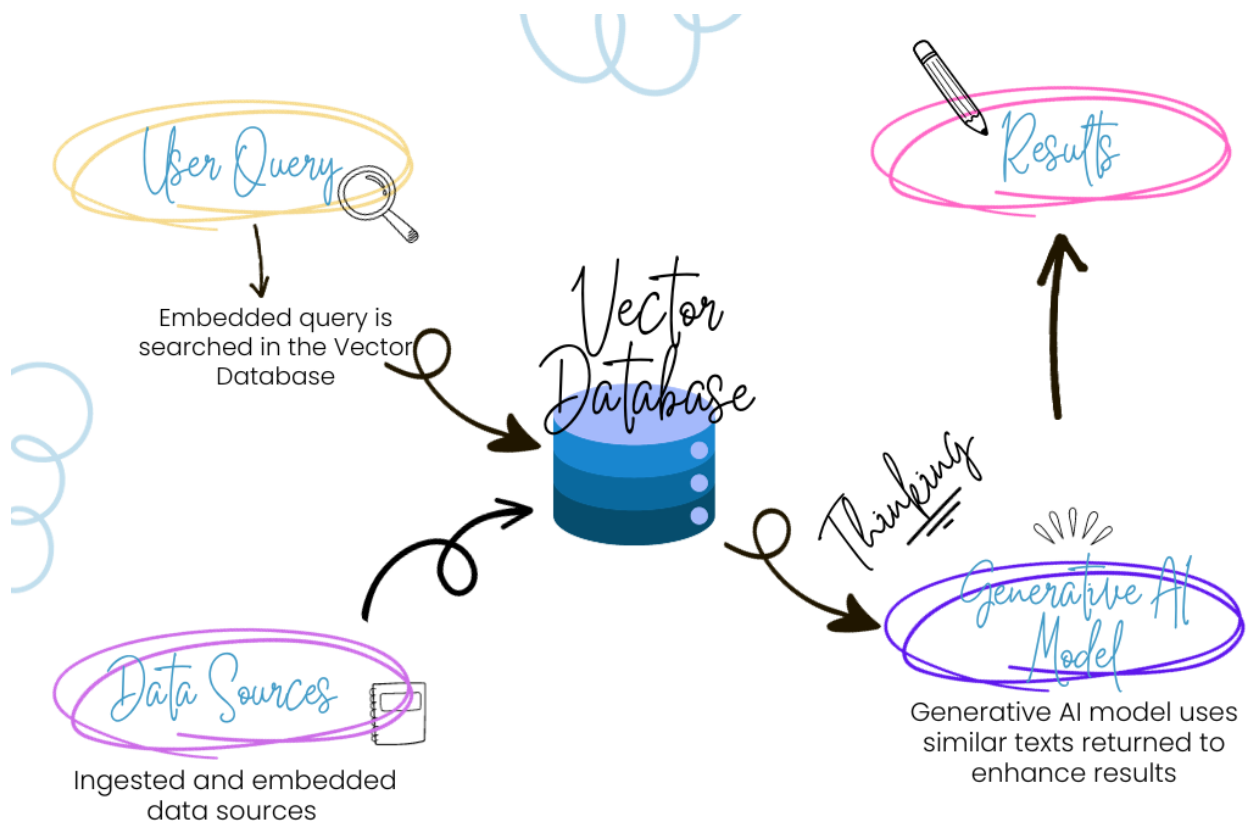 User Query
Embedded query is
searched in the Vector
Database
Results
Vector
Database
Thinking
Data Sources
Ingested and embedded
data sources
Generative AI
Model
Generative AI model uses
similar texts returned to
enhance results